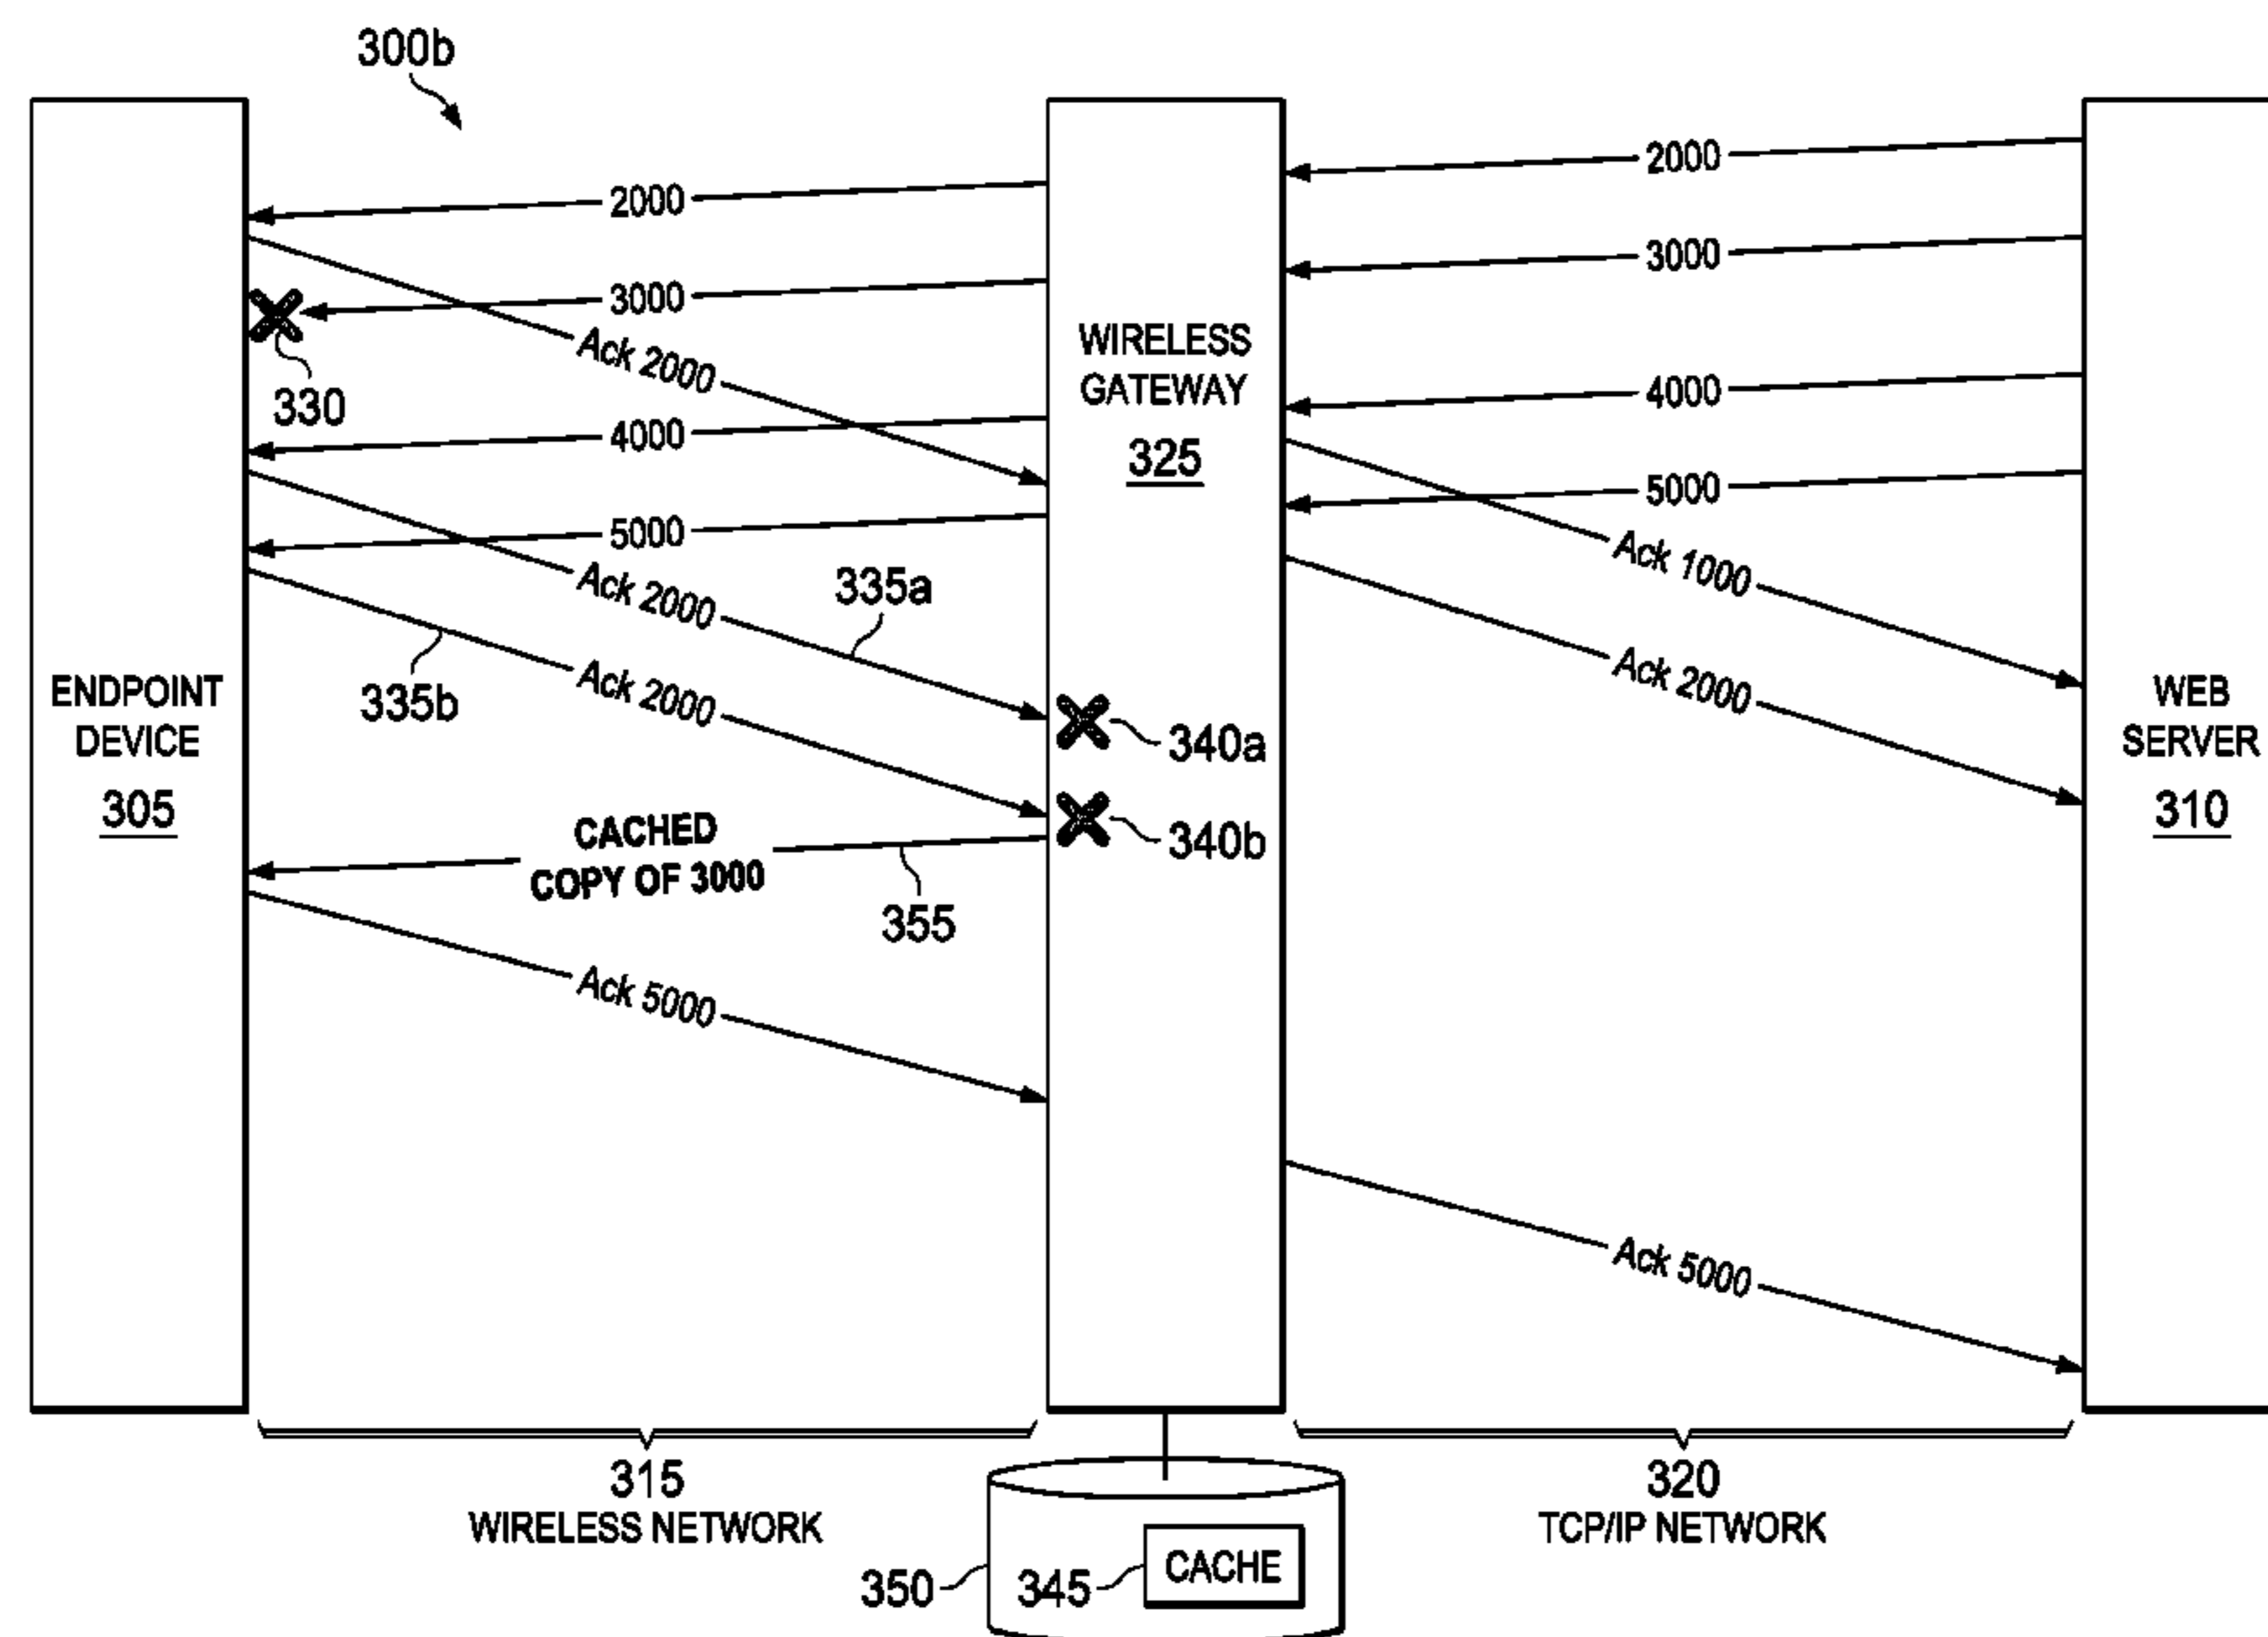 300b
2000
2000
3000
3000
Ack 2000
330
WIRELESS
GATEWAY
325
4000
4000
5000
5000
Ack 1000
Ack 2000
335a
335b
Ack 2000
Ack 2000
340a
340b
ENDPOINT
DEVICE
305
WEB
SERVER
310
CACHED
COPY OF 3000
355
Ack 5000
Ack 5000
315
WIRELESS NETWORK
320
TCP/IP NETWORK
350
345
CACHE